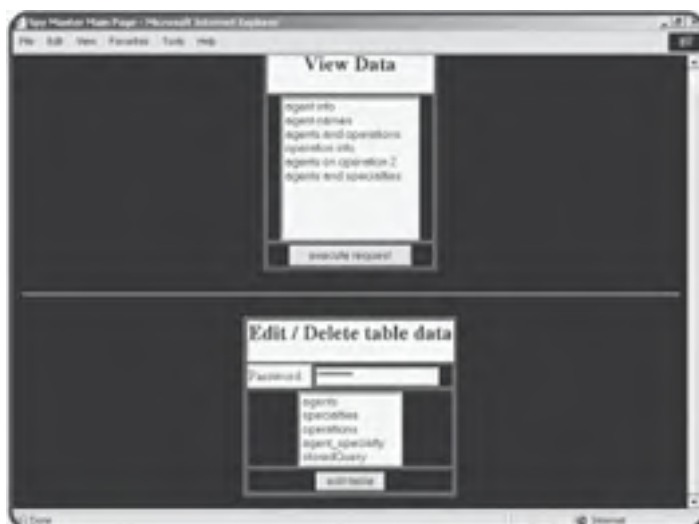 Spy Master Main Page - Microsoft Internet Explorer
File Edit View Favorites Tools Help
View Data
agent info
agent names
agents and operations
operation info
agents on operation 2
agents and specialties
execute request
Edit / Delete table data
Password
agents
specialties
operations
agent_specialty
storedQuery
edit table
Done
Internet